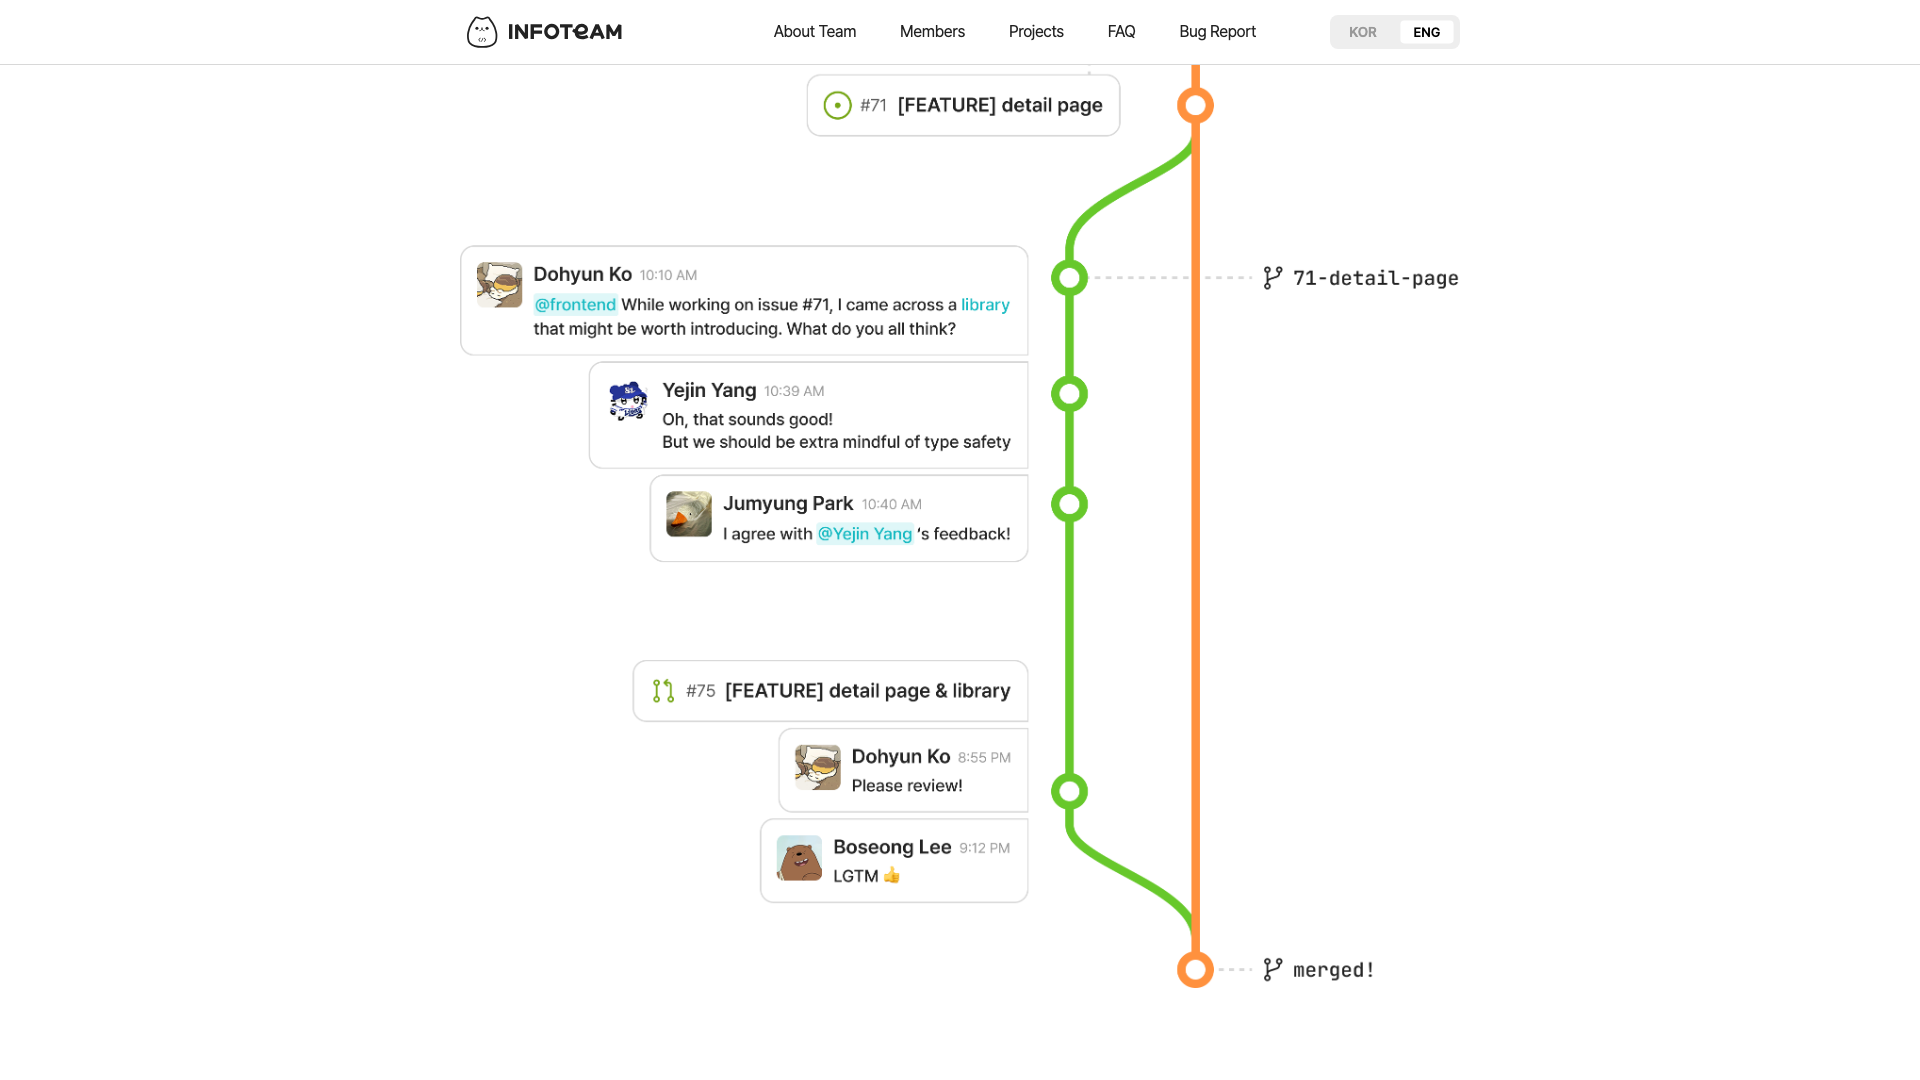 INFOTEAM
About Team
Members
Projects
FAQ
Bug Report
KOR
ENG
#71 [FEATURE] detail page
71-detail-page
Dohyun Ko 10:10 AM
@frontend While working on issue #71, I came across a library
that might be worth introducing. What do you all think?
Yejin Yang 10:39 AM
Oh, that sounds good!
But we should be extra mindful of type safety
Jumyung Park 10:40 AM
I agree with @Yejin Yang ‘s feedback!
#75 [FEATURE] detail page & library
Dohyun Ko 8:55 PM
Please review!
Boseong Lee 9:12 PM
LGTM 👍
merged!